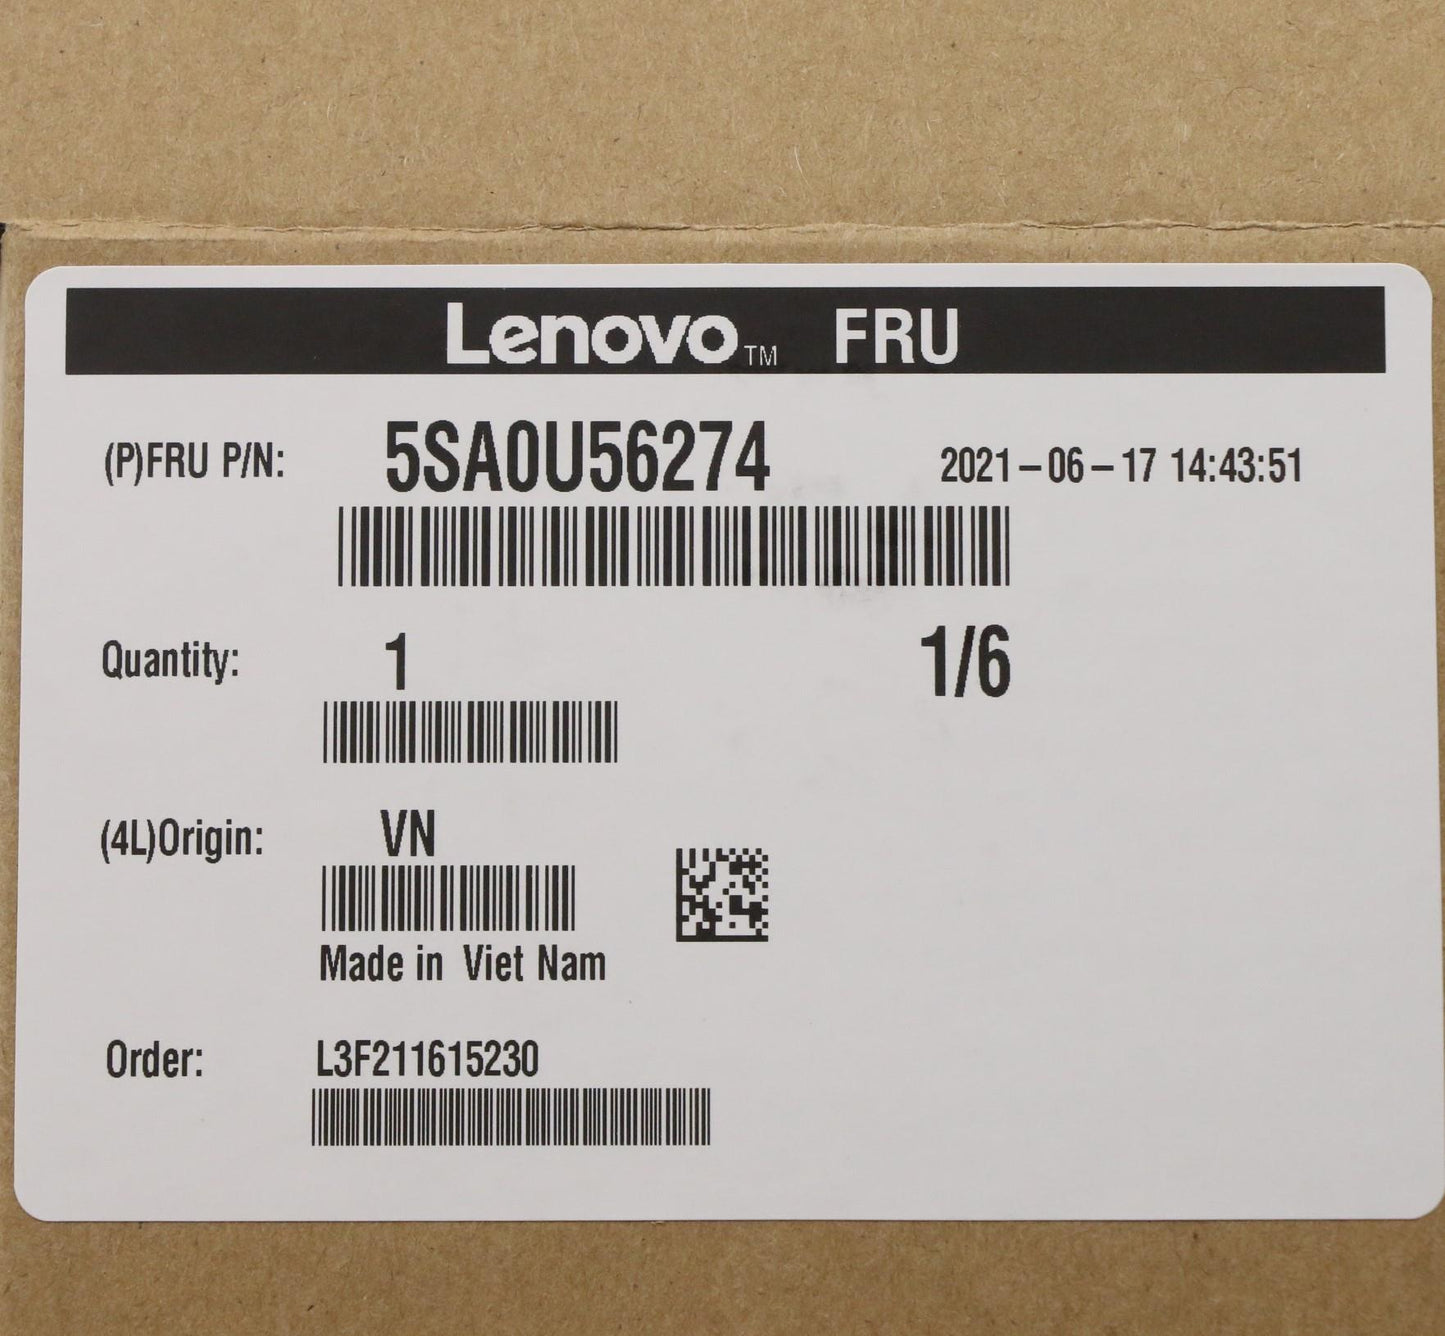 Lenovo™ FRU
(P)FRU P/N: 5SA0U56274 2021-06-17 14:43:51
Quantity: 1 1/6
(4L)Origin: VN
Made in Viet Nam
Order: L3F211615230